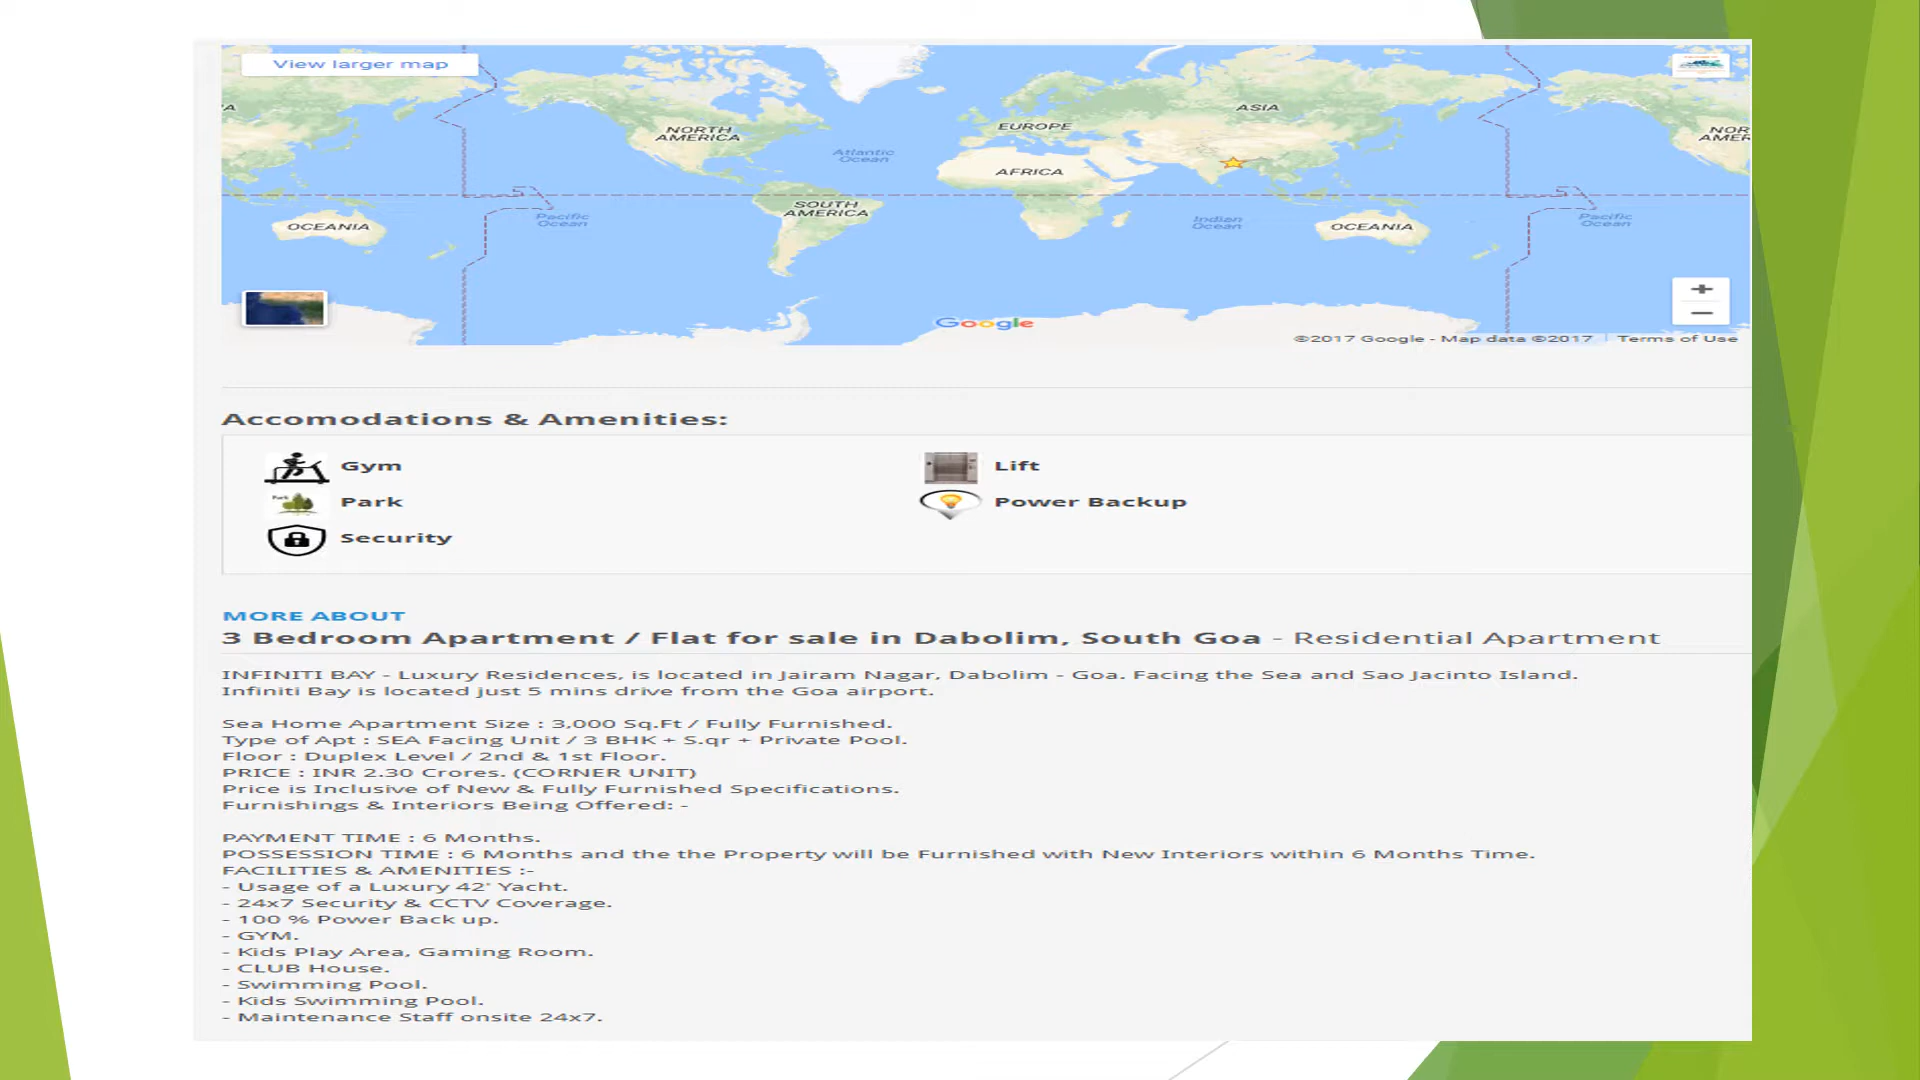 View larger map
A
NORTH
AMERICA
Atlantic
Ocean
EUROPE
ASIA
NOR
AMER
AFRICA
SOUTH
AMERICA
OCEANIA
Pacific
Ocean
Indian
Ocean
OCEANIA
Pacific
Ocean
+
−
Google
©2017 Google - Map data ©2017 Terms of Use
Accomodations & Amenities:
Gym Lift
Park Power Backup
Security
MORE ABOUT
3 Bedroom Apartment / Flat for sale in Dabolim, South Goa - Residential Apartment
INFINITI BAY - Luxury Residences, is located in Jairam Nagar, Dabolim - Goa. Facing the Sea and Sao Jacinto Island.
Infiniti Bay is located just 5 mins drive from the Goa airport.
Sea Home Apartment Size : 3,000 Sq.Ft / Fully Furnished.
Type of Apt : SEA Facing Unit / 3 BHK + S.qr + Private Pool.
Floor : Duplex Level / 2nd & 1st Floor.
PRICE : INR 2.30 Crores. (CORNER UNIT)
Price is Inclusive of New & Fully Furnished Specifications.
Furnishings & Interiors Being Offered: -
PAYMENT TIME : 6 Months.
POSSESSION TIME : 6 Months and the the Property will be Furnished with New Interiors within 6 Months Time.
FACILITIES & AMENITIES :-
- Usage of a Luxury 42' Yacht.
- 24x7 Security & CCTV Coverage.
- 100 % Power Back up.
- GYM.
- Kids Play Area, Gaming Room.
- CLUB House.
- Swimming Pool.
- Kids Swimming Pool.
- Maintenance Staff onsite 24x7.